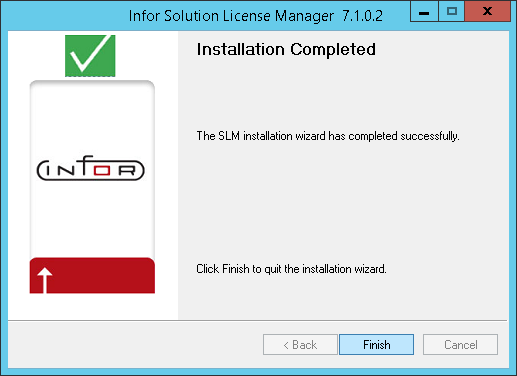 Infor Solution License Manager 7.1.0.2
Installation Completed
infor
The SLM installation wizard has completed successfully.
Click Finish to quit the installation wizard.
< Back
Finish
Cancel